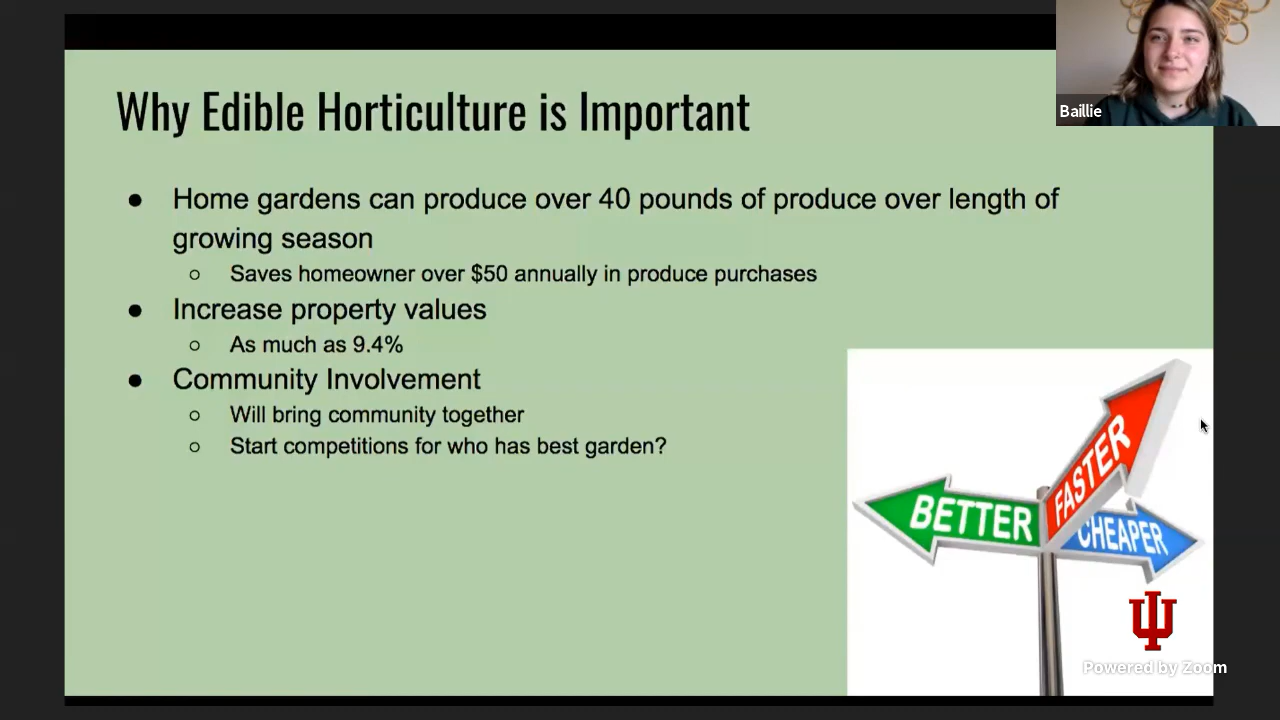 Why Edible Horticulture is Important
Baillie
● Home gardens can produce over 40 pounds of produce over length of
growing season
○ Saves homeowner over $50 annually in produce purchases
● Increase property values
○ As much as 9.4%
● Community Involvement
○ Will bring community together
○ Start competitions for who has best garden?
BETTER
FASTER
CHEAPER
Powered by Zoom